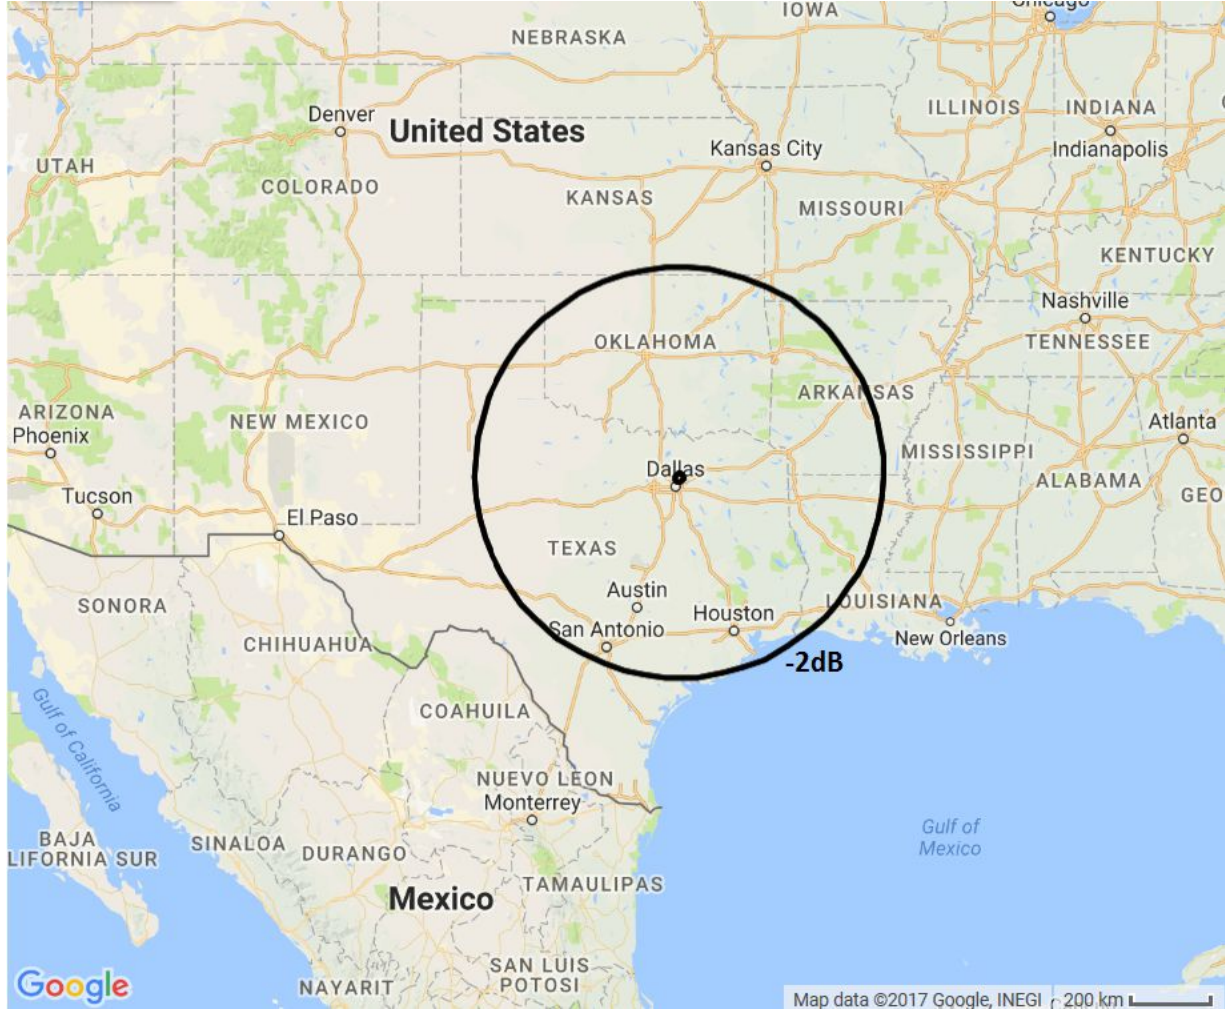 Chicago
IOWA
NEBRASKA
ILLINOIS
INDIANA
Denver
United States
Kansas City
Indianapolis
UTAH
COLORADO
KANSAS
MISSOURI
KENTUCKY
Nashville
OKLAHOMA
TENNESSEE
ARKANSAS
ARIZONA
NEW MEXICO
Atlanta
Phoenix
MISSISSIPPI
Dallas
ALABAMA
GEO
Tucson
El Paso
TEXAS
Austin
SONORA
Houston
LOUISIANA
San Antonio
CHIHUAHUA
New Orleans
-2dB
COAHUILA
Gulf of California
NUEVO LEON
Monterrey
BAJA
LIFORNIA SUR
SINALOA
DURANGO
Gulf of
Mexico
TAMAULIPAS
Mexico
SAN LUIS
POTOSI
Google
NAYARIT
Map data ©2017 Google, INEGI 200 km